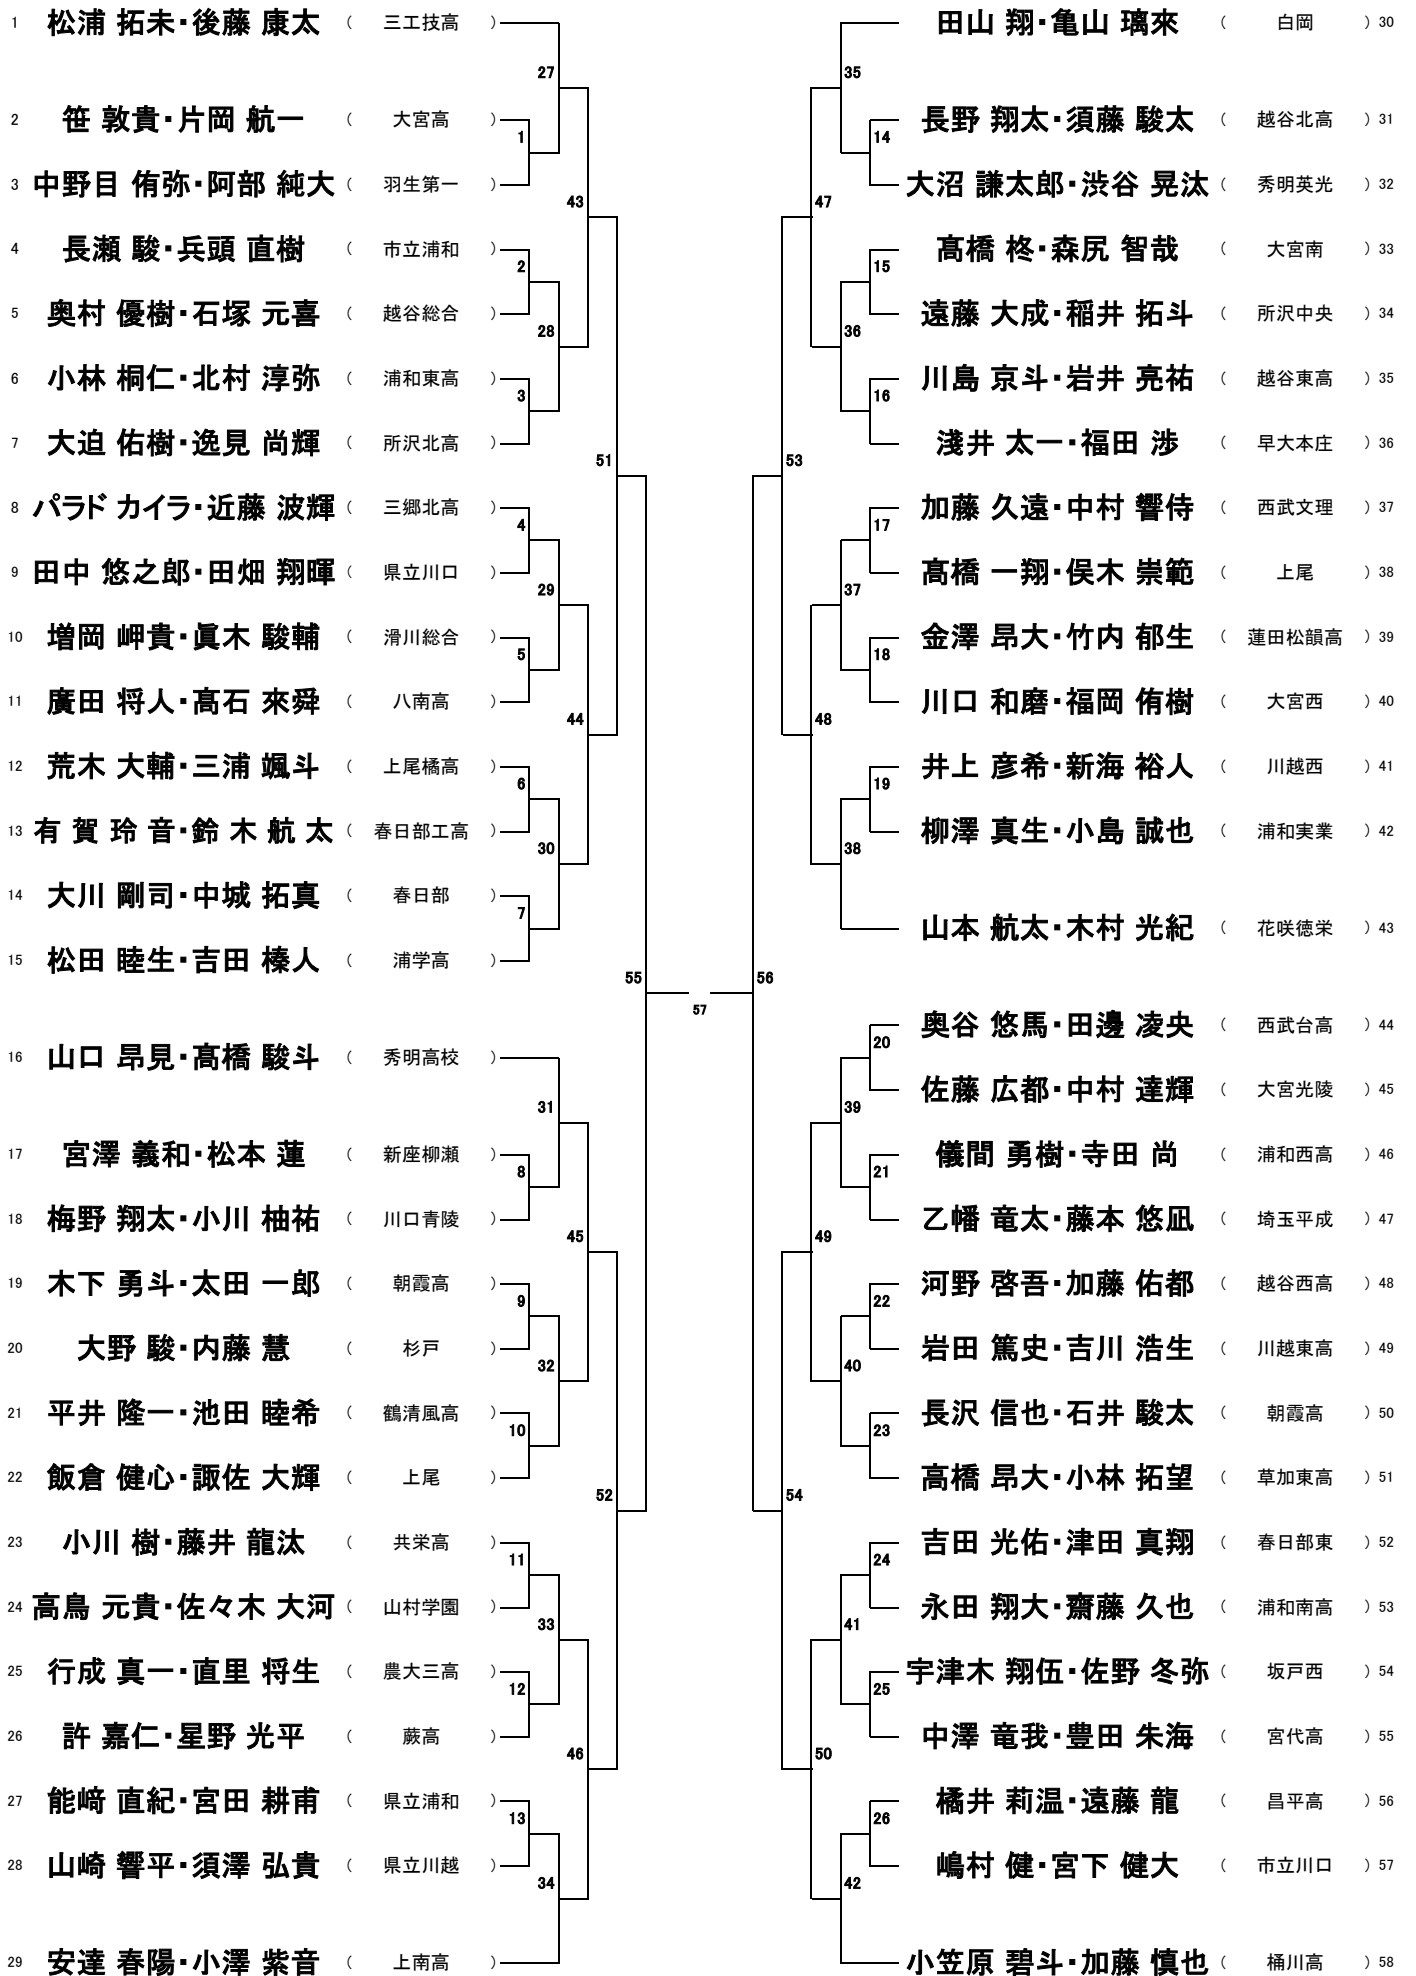 1 松浦 拓未・後藤 康太 ( 三工技高 )
27
2 笹 敦貴・片岡 航一 ( 大宮高 )
1
3 中野目 侑弥・阿部 純大 ( 羽生第一 )
43
4 長瀬 駿・兵頭 直樹 ( 市立浦和 )
2
5 奥村 優樹・石塚 元喜 ( 越谷総合 )
28
6 小林 桐仁・北村 淳弥 ( 浦和東高 )
3
7 大迫 佑樹・逸見 尚輝 ( 所沢北高 )
51
8 パラド カイラ・近藤 波輝 ( 三郷北高 )
4
9 田中 悠之郎・田畑 翔暉 ( 県立川口 )
29
10 増岡 岬貴・眞木 駿輔 ( 滑川総合 )
5
11 廣田 将人・髙石 來舜 ( 八南高 )
44
12 荒木 大輔・三浦 颯斗 ( 上尾橘高 )
6
13 有 賀 玲 音・鈴 木 航 太 ( 春日部工高 )
30
14 大川 剛司・中城 拓真 ( 春日部 )
7
15 松田 睦生・吉田 榛人 ( 浦学高 )
55
16 山口 昂見・髙橋 駿斗 ( 秀明高校 )
31
17 宮澤 義和・松本 蓮 ( 新座柳瀬 )
8
18 梅野 翔太・小川 柚祐 ( 川口青陵 )
45
19 木下 勇斗・太田 一郎 ( 朝霞高 )
9
20 大野 駿・内藤 慧 ( 杉戸 )
32
21 平井 隆一・池田 睦希 ( 鶴清風高 )
10
22 飯倉 健心・諏佐 大輝 ( 上尾 )
52
23 小川 樹・藤井 龍汰 ( 共栄高 )
11
24 高鳥 元貴・佐々木 大河 ( 山村学園 )
33
25 行成 真一・直里 将生 ( 農大三高 )
12
26 許 嘉仁・星野 光平 ( 蕨高 )
46
27 能﨑 直紀・宮田 耕甫 ( 県立浦和 )
13
28 山崎 響平・須澤 弘貴 ( 県立川越 )
34
29 安達 春陽・小澤 紫音 ( 上南高 )
57
田山 翔・亀山 璃來 ( 白岡 ) 30
35
長野 翔太・須藤 駿太 ( 越谷北高 ) 31
14
大沼 謙太郎・渋谷 晃汰 ( 秀明英光 ) 32
47
髙橋 柊・森尻 智哉 ( 大宮南 ) 33
15
遠藤 大成・稲井 拓斗 ( 所沢中央 ) 34
36
川島 京斗・岩井 亮祐 ( 越谷東高 ) 35
16
淺井 太一・福田 渉 ( 早大本庄 ) 36
53
加藤 久遠・中村 響侍 ( 西武文理 ) 37
17
髙橋 一翔・俣木 崇範 ( 上尾 ) 38
37
金澤 昂大・竹内 郁生 ( 蓮田松韻高 ) 39
18
川口 和磨・福岡 侑樹 ( 大宮西 ) 40
48
井上 彦希・新海 裕人 ( 川越西 ) 41
19
柳澤 真生・小島 誠也 ( 浦和実業 ) 42
38
山本 航太・木村 光紀 ( 花咲徳栄 ) 43
56
奥谷 悠馬・田邊 凌央 ( 西武台高 ) 44
20
佐藤 広都・中村 達輝 ( 大宮光陵 ) 45
39
儀間 勇樹・寺田 尚 ( 浦和西高 ) 46
21
乙幡 竜太・藤本 悠凪 ( 埼玉平成 ) 47
49
河野 啓吾・加藤 佑都 ( 越谷西高 ) 48
22
岩田 篤史・吉川 浩生 ( 川越東高 ) 49
40
長沢 信也・石井 駿太 ( 朝霞高 ) 50
23
高橋 昂大・小林 拓望 ( 草加東高 ) 51
54
吉田 光佑・津田 真翔 ( 春日部東 ) 52
24
永田 翔大・齋藤 久也 ( 浦和南高 ) 53
41
宇津木 翔伍・佐野 冬弥 ( 坂戸西 ) 54
25
中澤 竜我・豊田 朱海 ( 宮代高 ) 55
50
橘井 莉温・遠藤 龍 ( 昌平高 ) 56
26
嶋村 健・宮下 健大 ( 市立川口 ) 57
42
小笠原 碧斗・加藤 慎也 ( 桶川高 ) 58